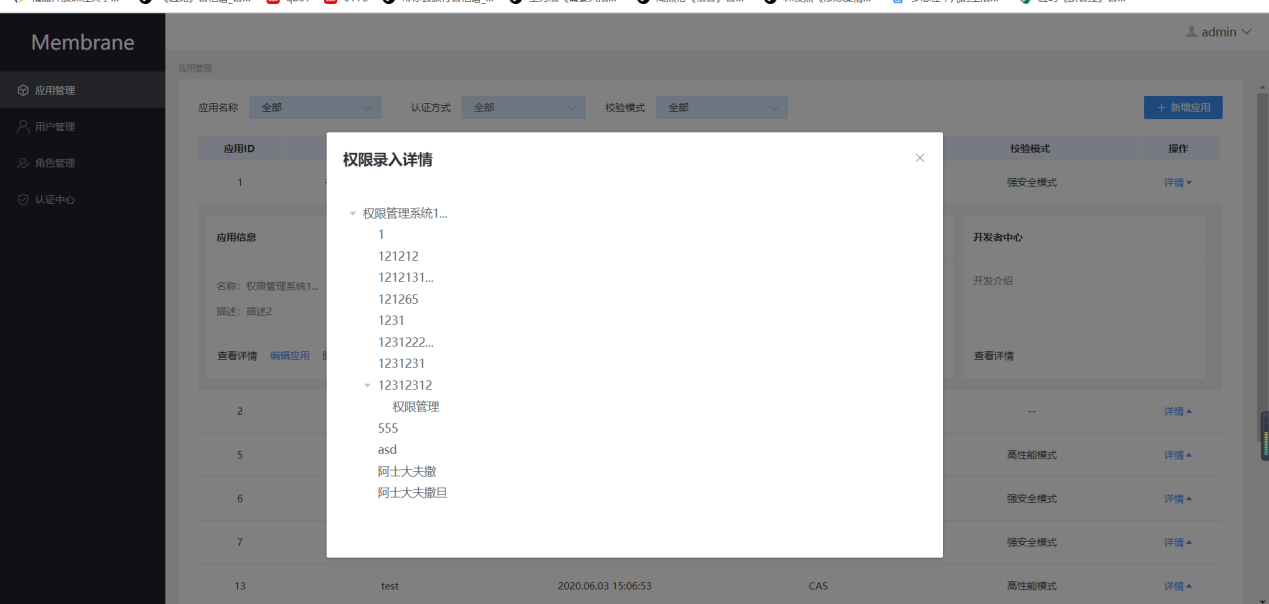 Membrane
admin
应用管理
用户管理
角色管理
认证中心
应用管理
应用名称 全部 认证方式 全部 校验模式 全部 + 新增应用
应用ID 校验模式 操作
1 强安全模式 详情
权限录入详情
权限管理系统1...
1
121212
1212131...
121265
1231
1231222...
1231231
12312312
权限管理
555
asd
阿士大夫撒
阿士大夫撒旦
应用信息
名称：权限管理系统1...
描述：描述2
查看详情 编辑应用
开发者中心
开发介绍
查看详情
2 -- 详情
5 高性能模式 详情
6 强安全模式 详情
7 强安全模式 详情
13 test 2020.06.03 15:06:53 CAS 高性能模式 详情